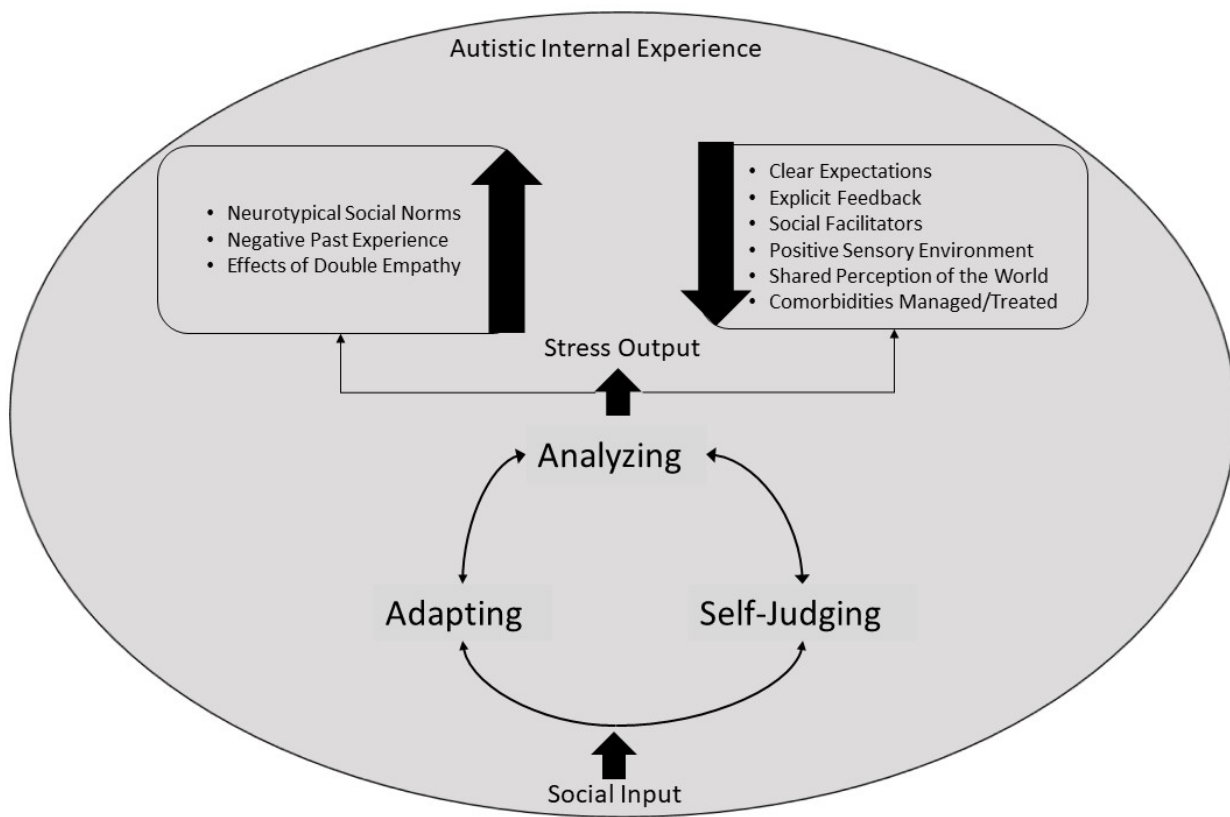 Autistic Internal Experience
• Neurotypical Social Norms
• Negative Past Experience
• Effects of Double Empathy
• Clear Expectations
• Explicit Feedback
• Social Facilitators
• Positive Sensory Environment
• Shared Perception of the World
• Comorbidities Managed/Treated
Stress Output
Analyzing
Adapting
Self-Judging
Social Input